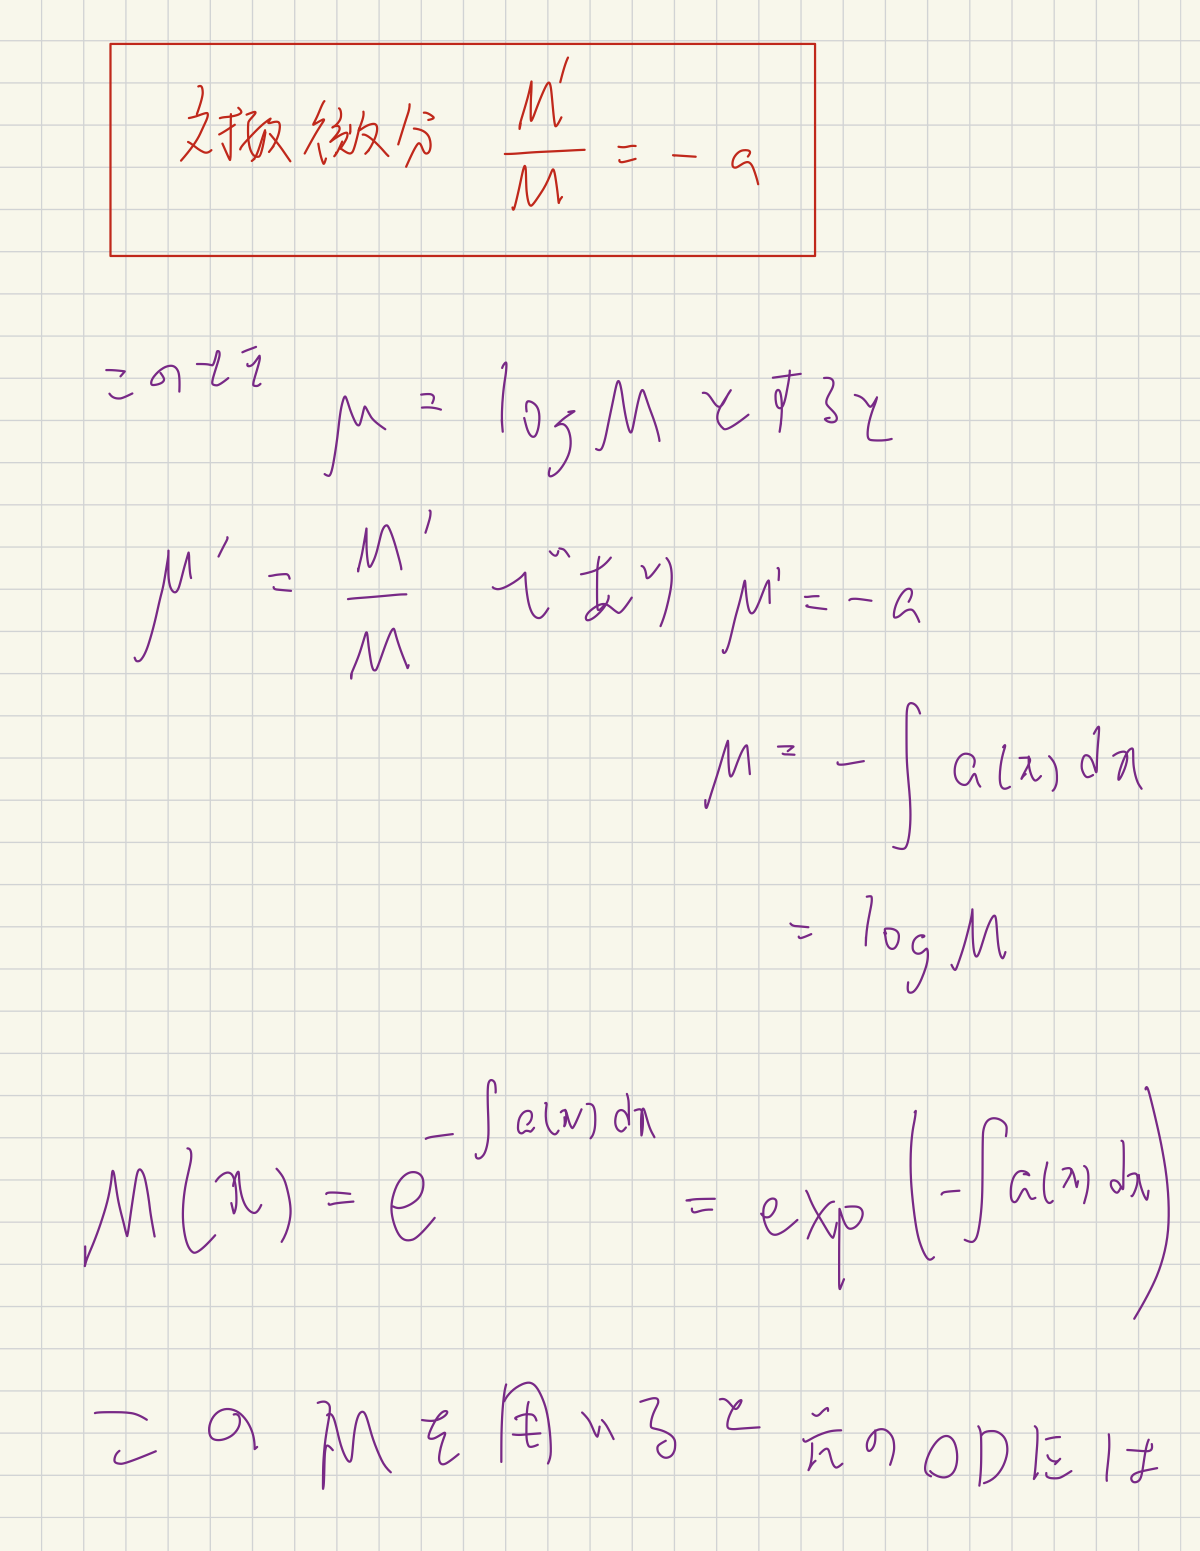 対数微分 M'/M = - a
このとき μ = log M とすると
μ' = M'/M であり μ' = - a
μ = - ∫ a(x) dx
= log M
M(x) = e^{-∫ a(x) dx} = exp (-∫ a(x) dx)
この M を用いると 元の ODEは